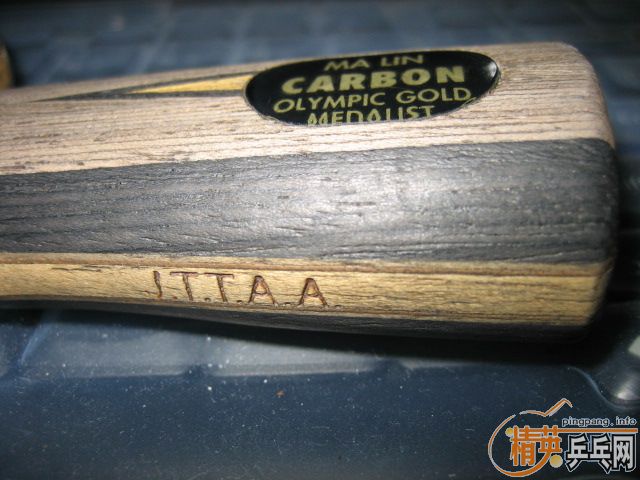 MA LIN
CARBON
OLYMPIC GOLD
MEDALIST
J.T.T.A.A.
pingpang.info
精英乒乓网